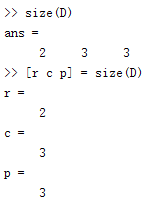 >> size(D)
ans =
2 3 3
>> [r c p] = size(D)
r =
2
c =
3
p =
3